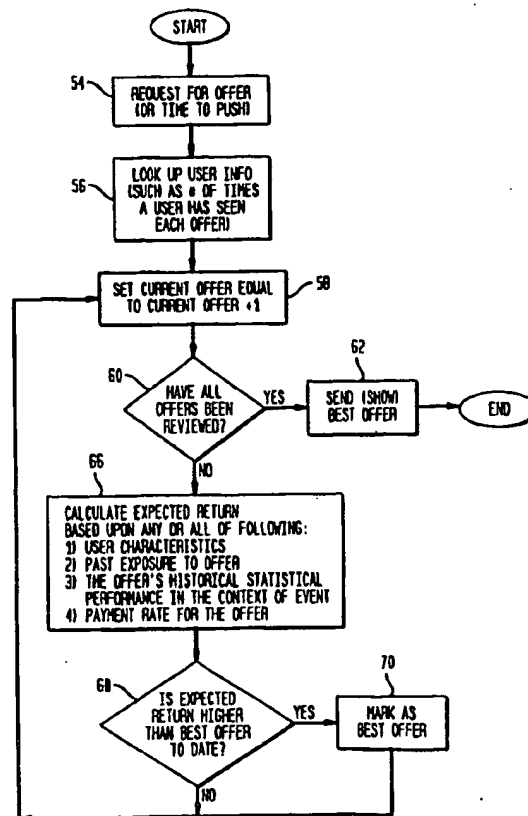 START
54
REQUEST FOR OFFER
(OR TIME TO PUSH)
56
LOOK UP USER INFO
(SUCH AS # OF TIMES
A USER HAS SEEN
EACH OFFER)
58
SET CURRENT OFFER EQUAL
TO CURRENT OFFER +1
60
HAVE ALL
OFFERS BEEN
REVIEWED?
YES
62
SEND (SHOW)
BEST OFFER
END
NO
66
CALCULATE EXPECTED RETURN
BASED UPON ANY OR ALL OF FOLLOWING:
1) USER CHARACTERISTICS
2) PAST EXPOSURE TO OFFER
3) THE OFFER'S HISTORICAL STATISTICAL
PERFORMANCE IN THE CONTEXT OF EVENT
4) PAYMENT RATE FOR THE OFFER
68
IS EXPECTED
RETURN HIGHER
THAN BEST OFFER
TO DATE?
YES
70
MARK AS
BEST OFFER
NO